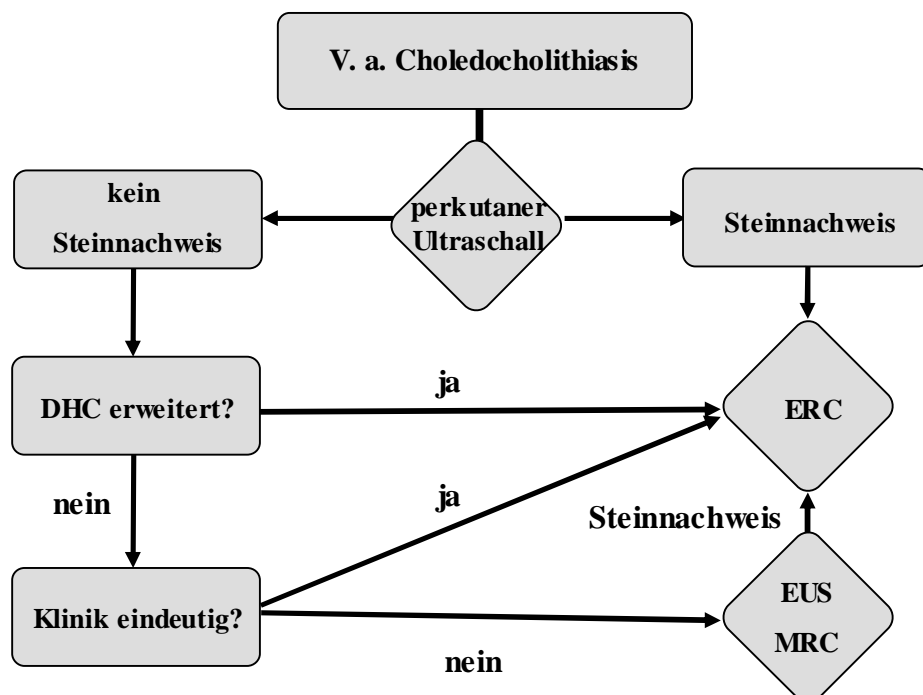 V. a. Choledocholithiasis
kein
Steinnachweis
perkutaner
Ultraschall
Steinnachweis
DHC erweitert?
ja
ERC
nein
ja
Steinnachweis
Klinik eindeutig?
nein
EUS
MRC